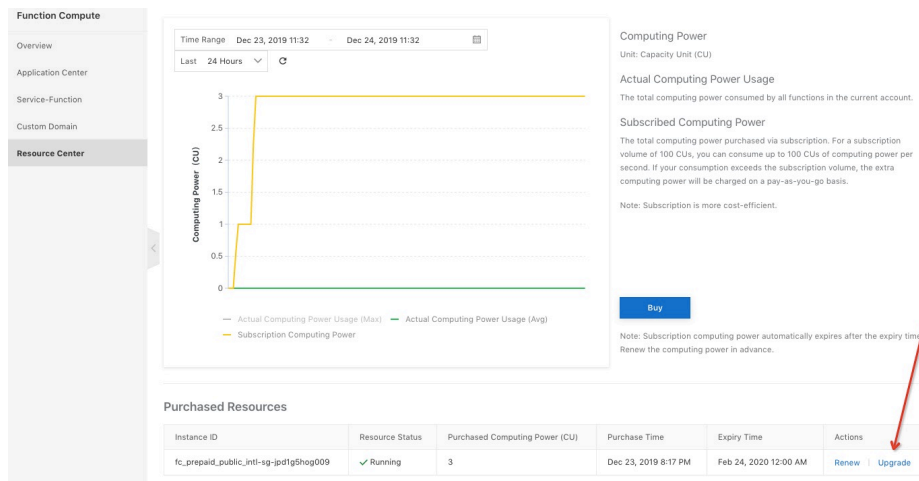 Function Compute
Overview
Application Center
Service-Function
Custom Domain
Resource Center
Time Range Dec 23, 2019 11:32 - Dec 24, 2019 11:32
Last 24 Hours
Computing Power (CU)
3
2.5
2
1.5
1
0.5
0
Actual Computing Power Usage (Max) Actual Computing Power Usage (Avg)
Subscription Computing Power
Computing Power
Unit: Capacity Unit (CU)
Actual Computing Power Usage
The total computing power consumed by all functions in the current account.
Subscribed Computing Power
The total computing power purchased via subscription. For a subscription
volume of 100 CUs, you can consume up to 100 CUs of computing power per
second. If your consumption exceeds the subscription volume, the extra
computing power will be charged on a pay-as-you-go basis.
Note: Subscription is more cost-efficient.
Buy
Note: Subscription computing power automatically expires after the expiry time
Renew the computing power in advance.
Purchased Resources
Instance ID Resource Status Purchased Computing Power (CU) Purchase Time Expiry Time Actions
fc_prepaid_public_intl-sg-jpd1g5hog009 Running 3 Dec 23, 2019 8:17 PM Feb 24, 2020 12:00 AM Renew Upgrade